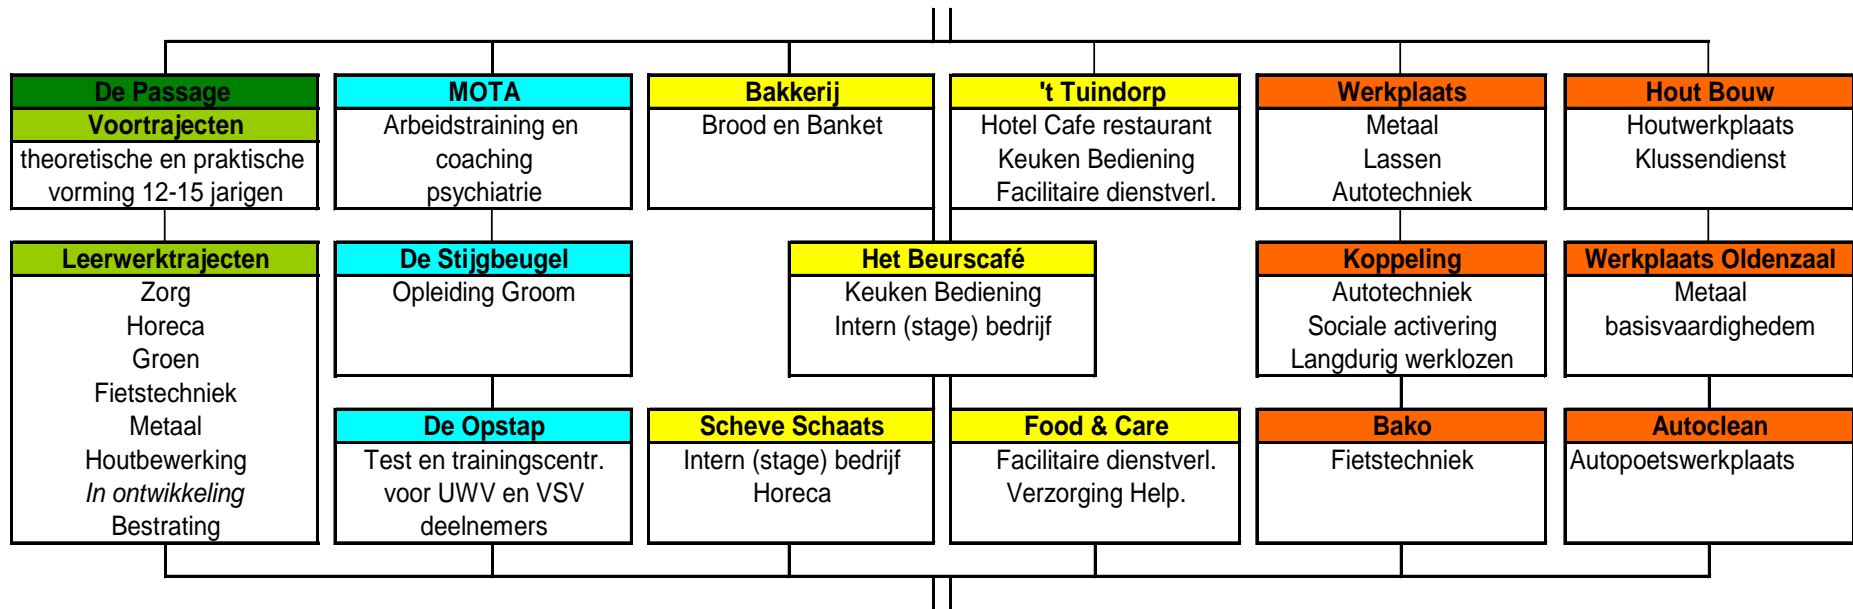 De Passage
Voortrajecten
theoretische en praktische
vorming 12-15 jarigen
MOTA
Arbeidstraining en
coaching
psychiatrie
Bakkerij
Brood en Banket
't Tuindorp
Hotel Cafe restaurant
Keuken Bediening
Facilitaire dienstverl.
Werkplaats
Metaal
Lassen
Autotechniek
Hout Bouw
Houtwerkplaats
Klussendienst
Leerwerktrajecten
Zorg
Horeca
Groen
Fietstechniek
Metaal
Houtbewerking
In ontwikkeling
Bestrating
De Stijgbeugel
Opleiding Groom
Het Beurscafé
Keuken Bediening
Intern (stage) bedrijf
Koppeling
Autotechniek
Sociale activering
Langdurig werklozen
Werkplaats Oldenzaal
Metaal
basisvaardighedem
De Opstap
Test en trainingscentr.
voor UWV en VSV
deelnemers
Scheve Schaats
Intern (stage) bedrijf
Horeca
Food & Care
Facilitaire dienstverl.
Verzorging Help.
Bako
Fietstechniek
Autoclean
Autopoetswerkplaats